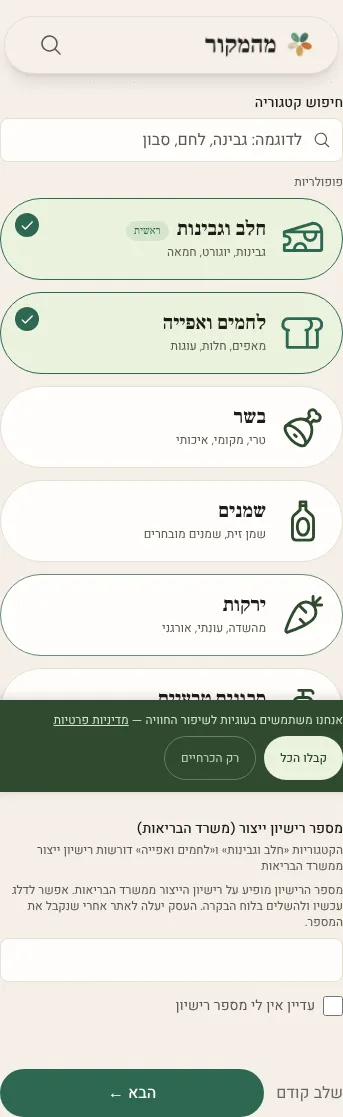 מהמקור
חיפוש קטגוריה
לדוגמה: גבינה, לחם, סבון
פופולריות
חלב וגבינות ראשית
גבינות, יוגורט, חמאה
לחמים ואפייה
מאפים, חלות, עוגות
בשר
טרי, מקומי, איכותי
שמנים
שמן זית, שמנים מובחרים
ירקות
מהשדה, עונתי, אורגני
אנחנו משתמשים בעוגיות לשיפור החוויה — מדיניות פרטיות
קבלו הכל
רק הכרחיים
מספר רישיון ייצור (משרד הבריאות)
הקטגוריות «חלב וגבינות» ו«לחמים ואפייה» דורשות רישיון ייצור
ממשרד הבריאות
מספר הרישיון מופיע על רישיון הייצור ממשרד הבריאות. אפשר לדלג
עכשיו ולהשלים בלוח הבקרה. העסק יעלה לאתר אחרי שנקבל את
המספר.
עדיין אין לי מספר רישיון
שלב קודם
הבא ←